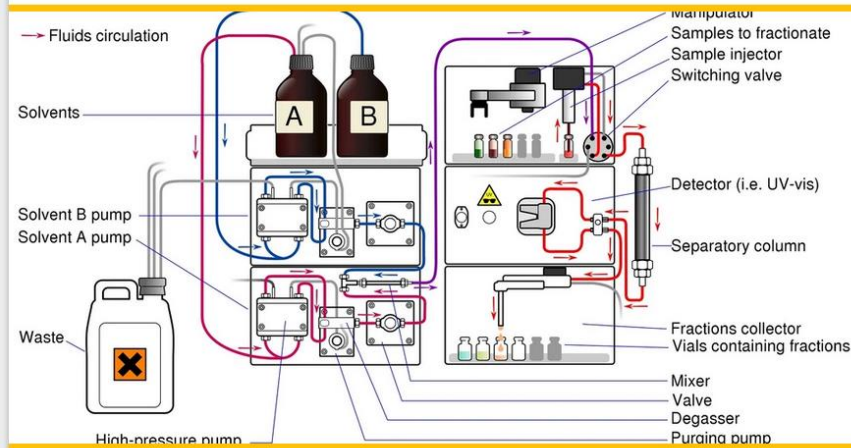 Manipulator
Fluids circulation
Samples to fractionate
Sample injector
Switching valve
Solvents
A
B
UV
Detector (i.e. UV-vis)
Solvent B pump
Solvent A pump
Separatory column
Waste
Fractions collector
Vials containing fractions
Mixer
Valve
Degasser
High-pressure pump
Purging pump